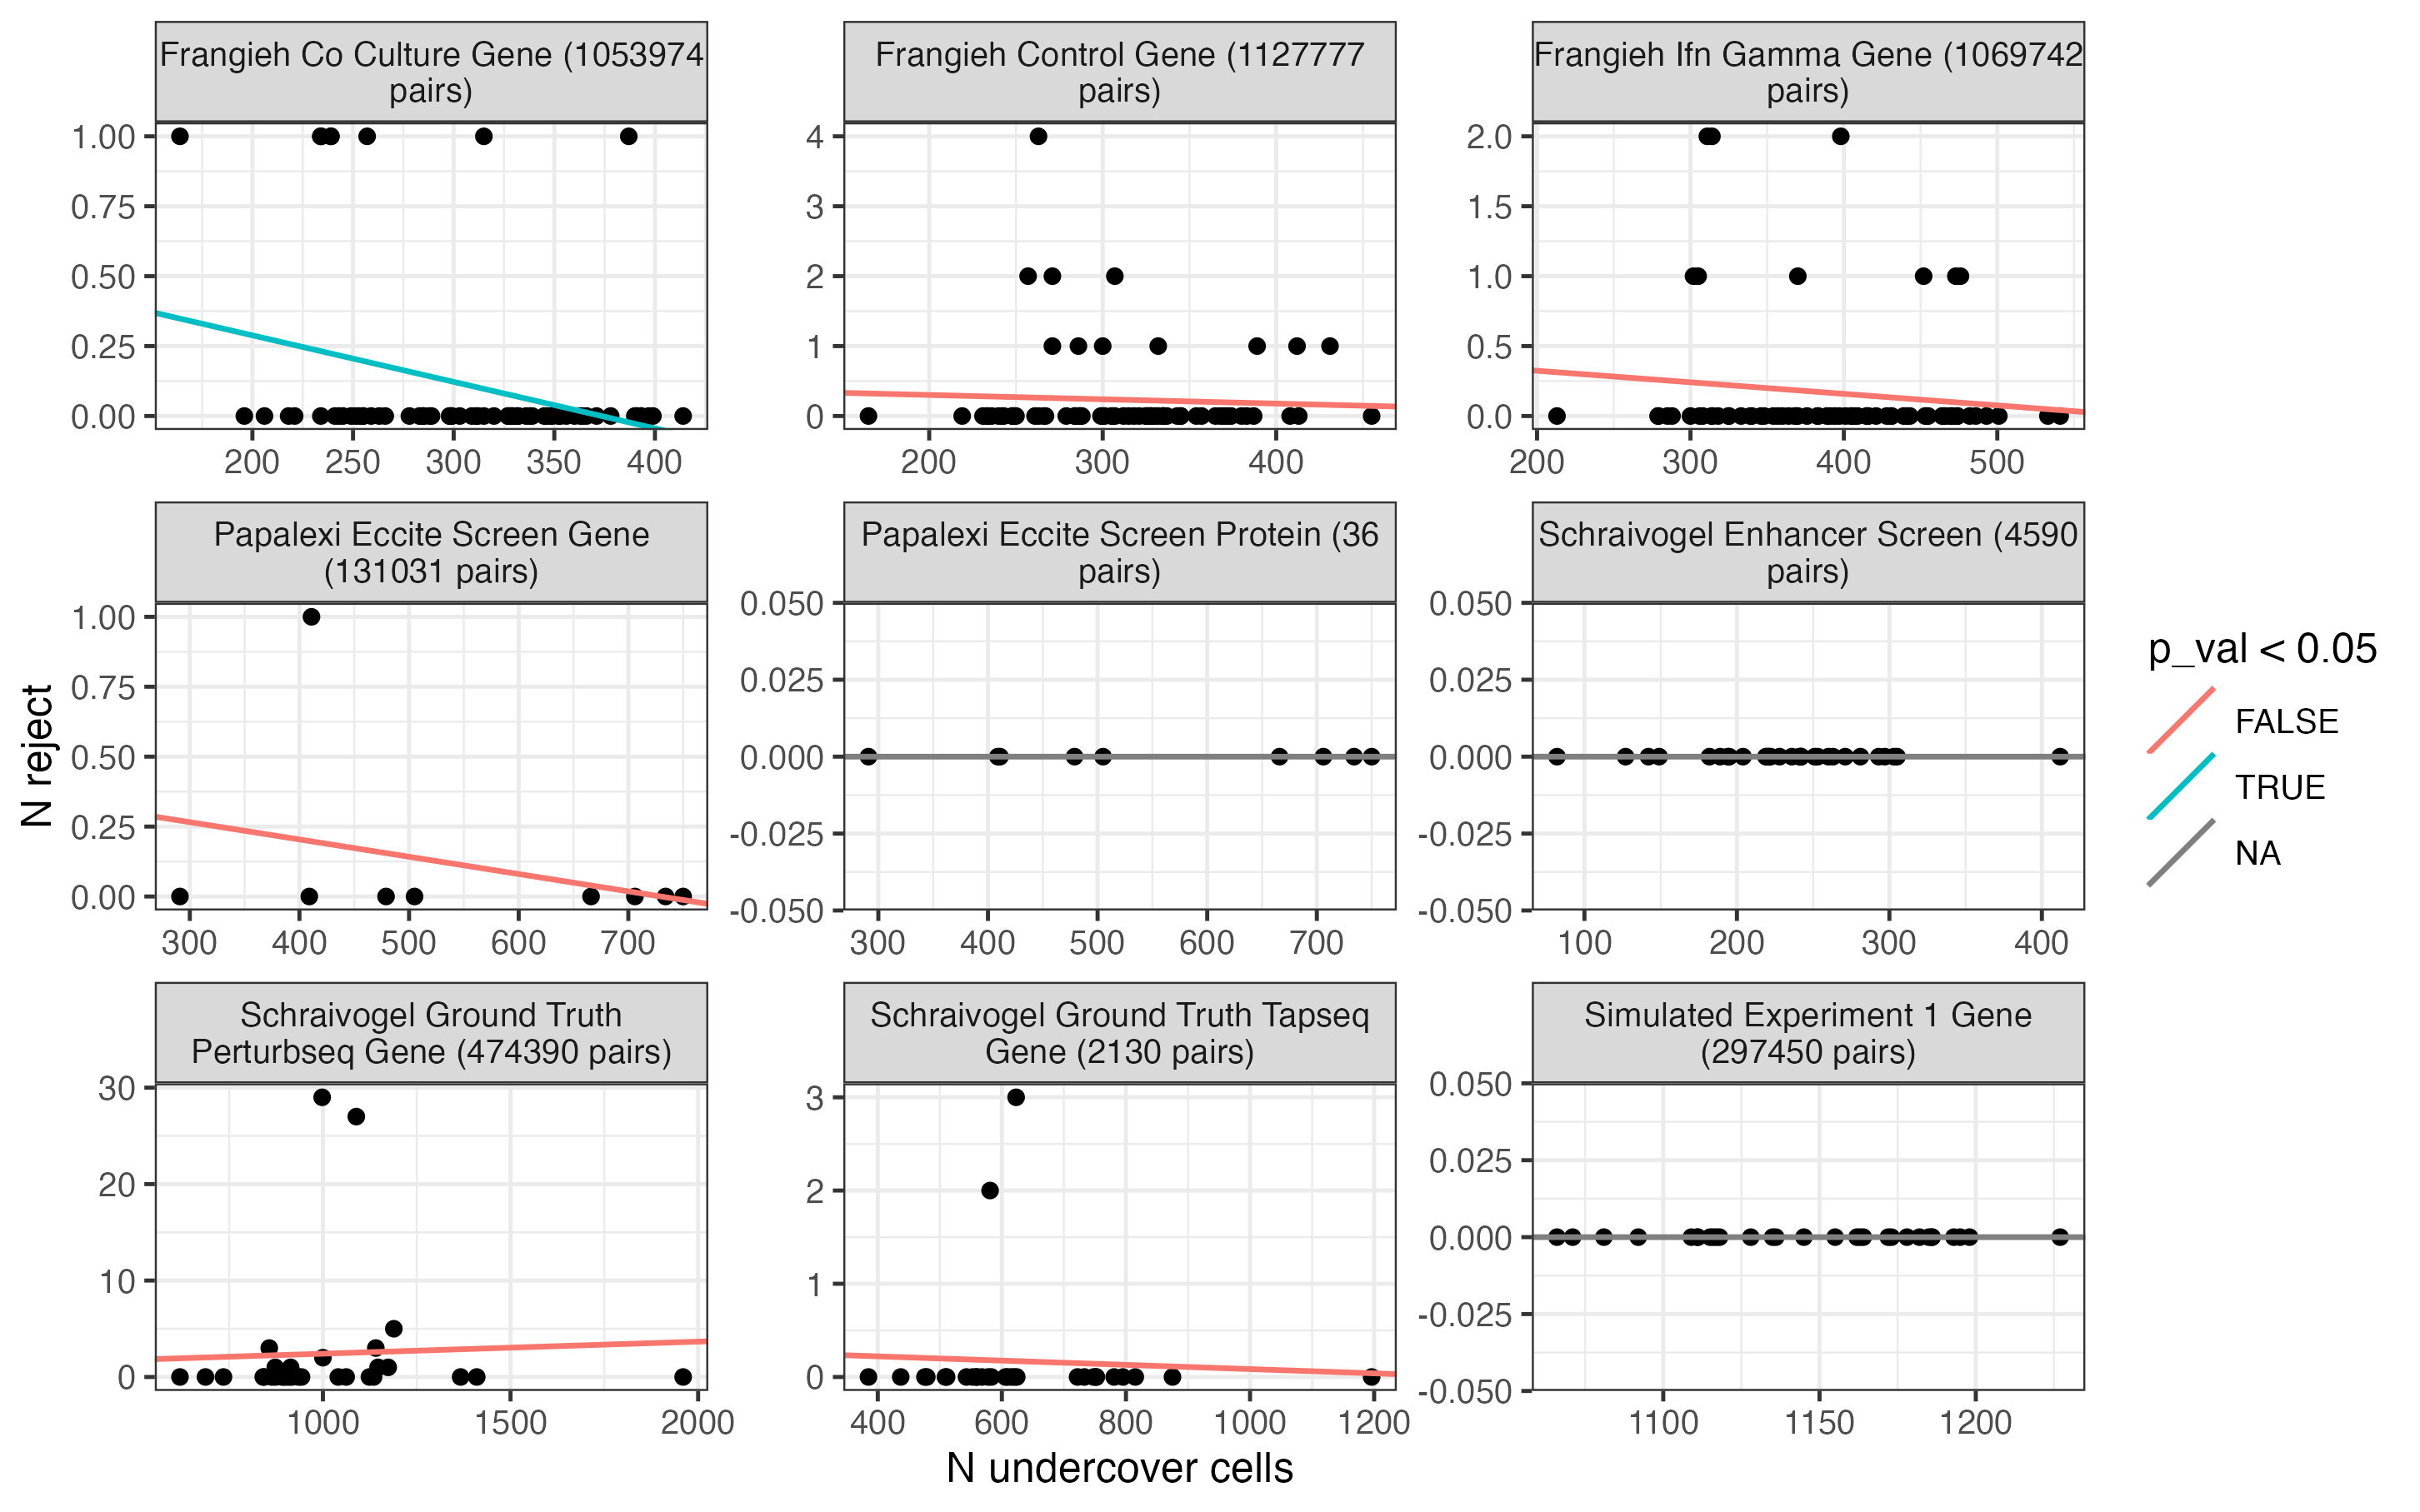 Frangieh Co Culture Gene (1053974
pairs)
Frangieh Control Gene (1127777
pairs)
Frangieh Ifn Gamma Gene (1069742
pairs)
1.00
0.75
0.50
0.25
0.00
200 250 300 350 400
4
3
2
1
0
200 300 400
2.0
1.5
1.0
0.5
0.0
200 300 400 500
Papalexi Eccite Screen Gene
(131031 pairs)
Papalexi Eccite Screen Protein (36
pairs)
Schraivogel Enhancer Screen (4590
pairs)
1.00
0.75
0.50
0.25
0.00
300 400 500 600 700
0.050
0.025
0.000
-0.025
-0.050
300 400 500 600 700
0.050
0.025
0.000
-0.025
-0.050
100 200 300 400
Schraivogel Ground Truth
Perturbseq Gene (474390 pairs)
Schraivogel Ground Truth Tapseq
Gene (2130 pairs)
Simulated Experiment 1 Gene
(297450 pairs)
30
20
10
0
1000 1500 2000
3
2
1
0
400 600 800 1000 1200
0.050
0.025
0.000
-0.025
-0.050
1100 1150 1200
N reject
N undercover cells
p_val < 0.05
FALSE
TRUE
NA